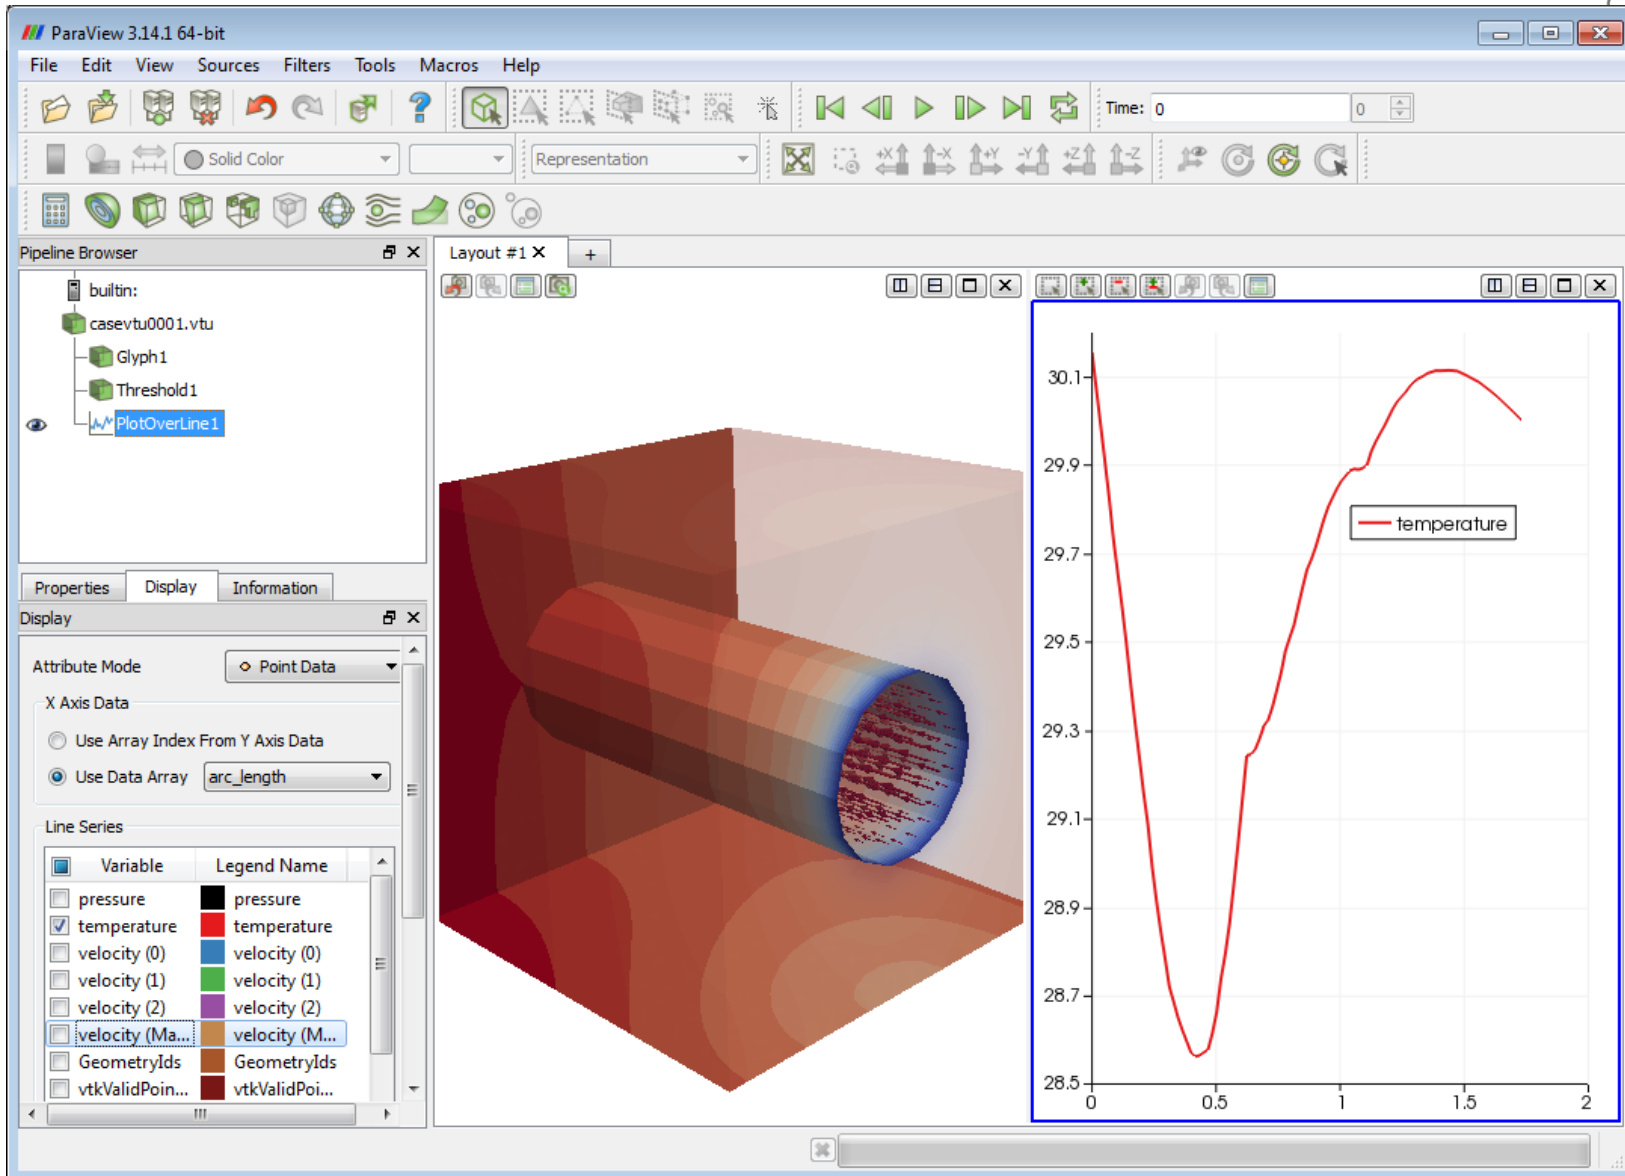 ParaView 3.14.1 64-bit
File Edit View Sources Filters Tools Macros Help
Time: 0 0
Solid Color Representation
+X -X +Y -Y +Z -Z
Pipeline Browser
Layout #1
builtin:
casevtu0001.vtu
Glyph1
Threshold1
PlotOverLine1
Properties Display Information
Display
Attribute Mode Point Data
X Axis Data
Use Array Index From Y Axis Data
Use Data Array arc_length
Line Series
Variable Legend Name
pressure pressure
temperature temperature
velocity (0) velocity (0)
velocity (1) velocity (1)
velocity (2) velocity (2)
velocity (Ma... velocity (M...
GeometryIds GeometryIds
vtkValidPoin... vtkValidPoi...
30.1
29.9
temperature
29.7
29.5
29.3
29.1
28.9
28.7
28.5
0 0.5 1 1.5 2